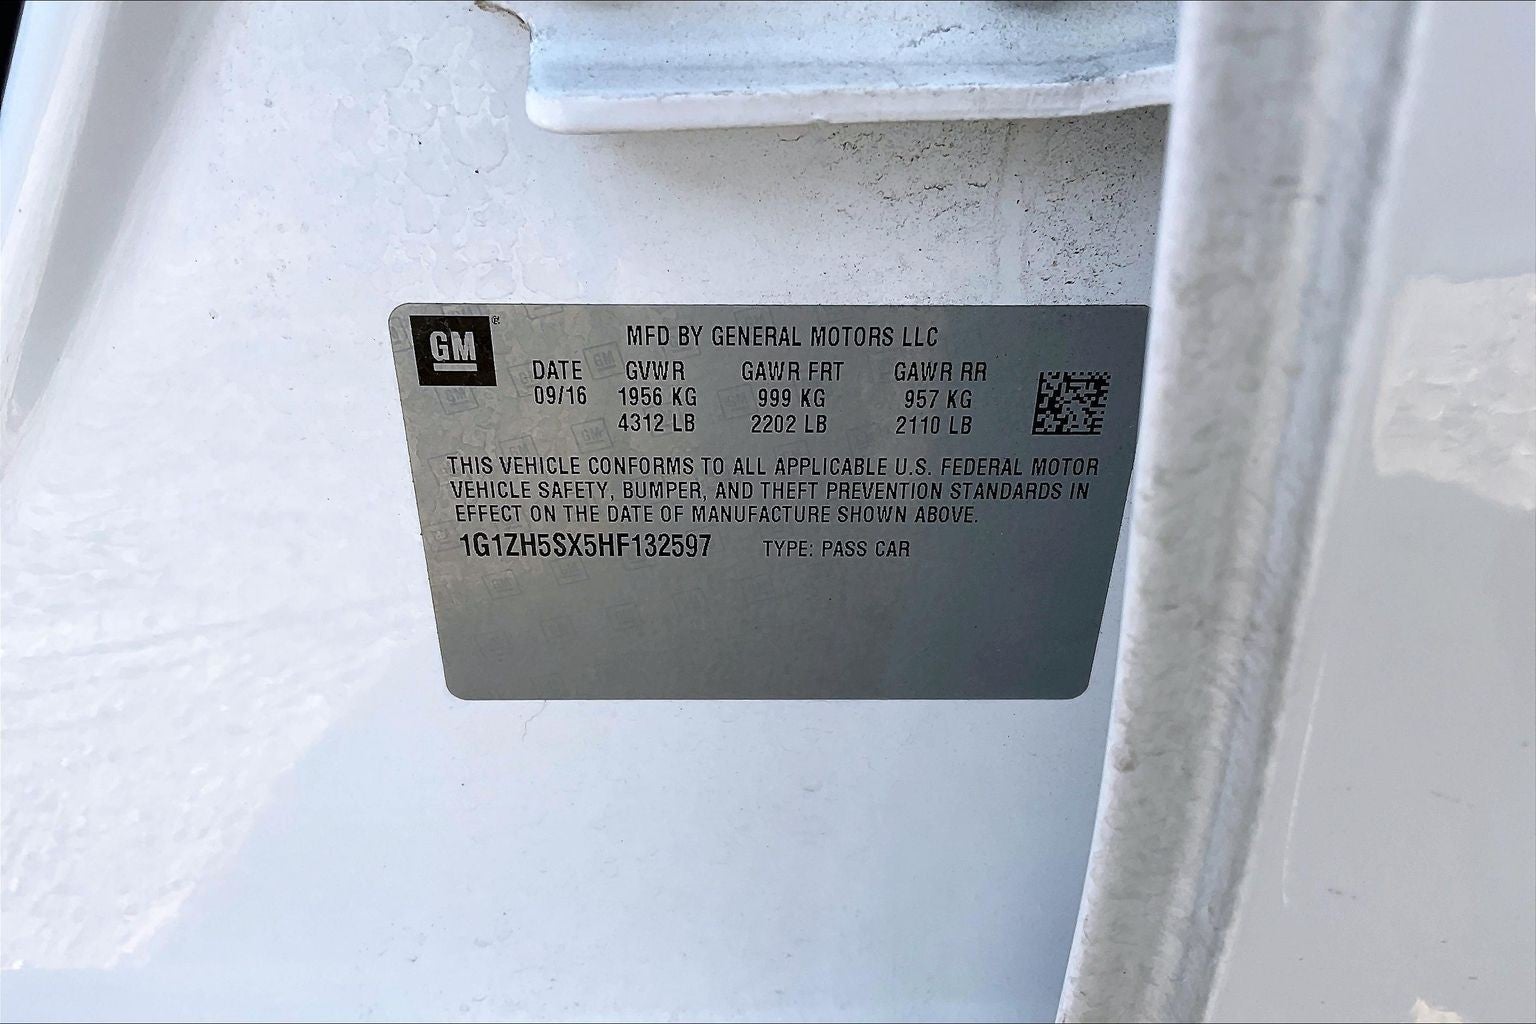 GM
MFD BY GENERAL MOTORS LLC
DATE GVWR GAWR FRT GAWR RR
09/16 1956 KG 999 KG 957 KG
4312 LB 2202 LB 2110 LB
THIS VEHICLE CONFORMS TO ALL APPLICABLE U.S. FEDERAL MOTOR
VEHICLE SAFETY, BUMPER, AND THEFT PREVENTION STANDARDS IN
EFFECT ON THE DATE OF MANUFACTURE SHOWN ABOVE.
1G1ZH5SX5HF132597 TYPE: PASS CAR